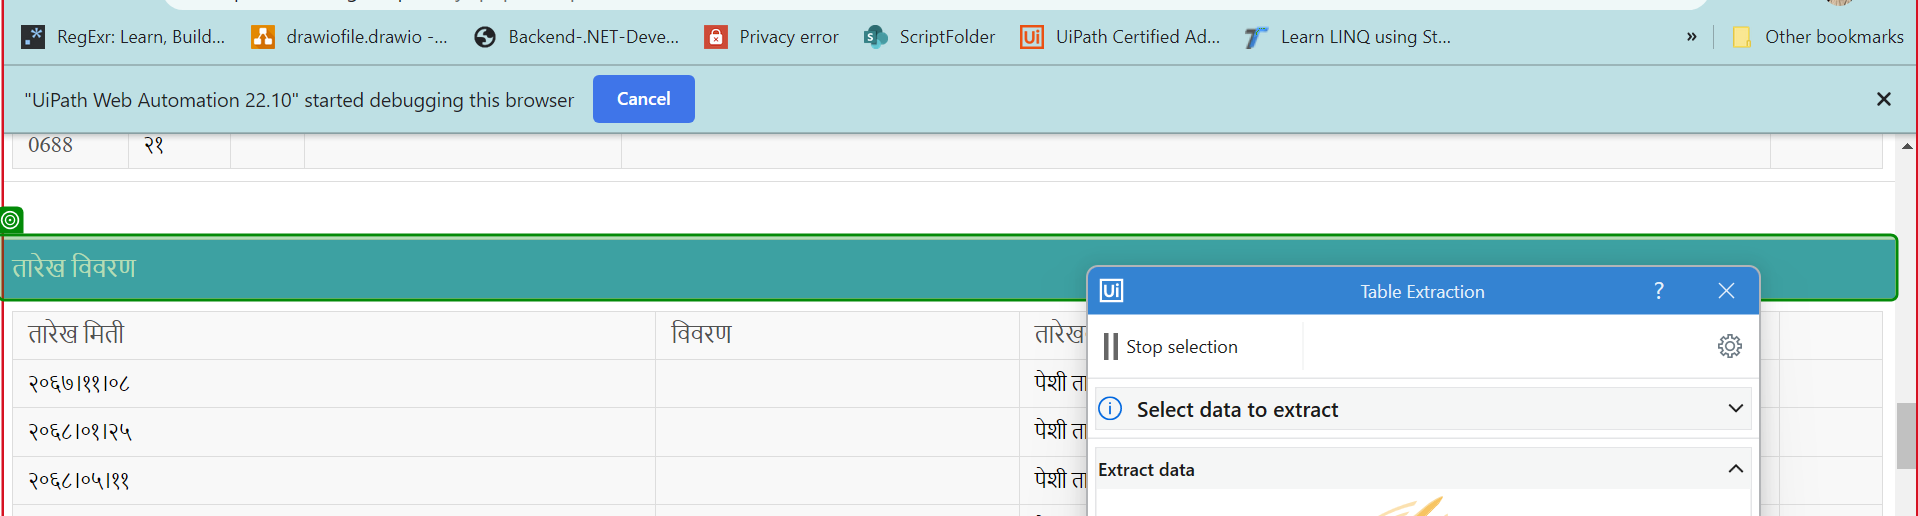 RegExr: Learn, Build... drawiofile.drawio -... Backend-.NET-Deve... Privacy error ScriptFolder UiPath Certified Ad... Learn LINQ using St... » Other bookmarks
"UiPath Web Automation 22.10" started debugging this browser Cancel
0688 २१
तारेख विवरण
Ui Table Extraction ?
तारेख मिती विवरण तारेख
Stop selection
२०६७।११।०८ पेशी
Select data to extract
२०६८।०१।२५ पेशी
Extract data
२०६८।०५।११ पेशी